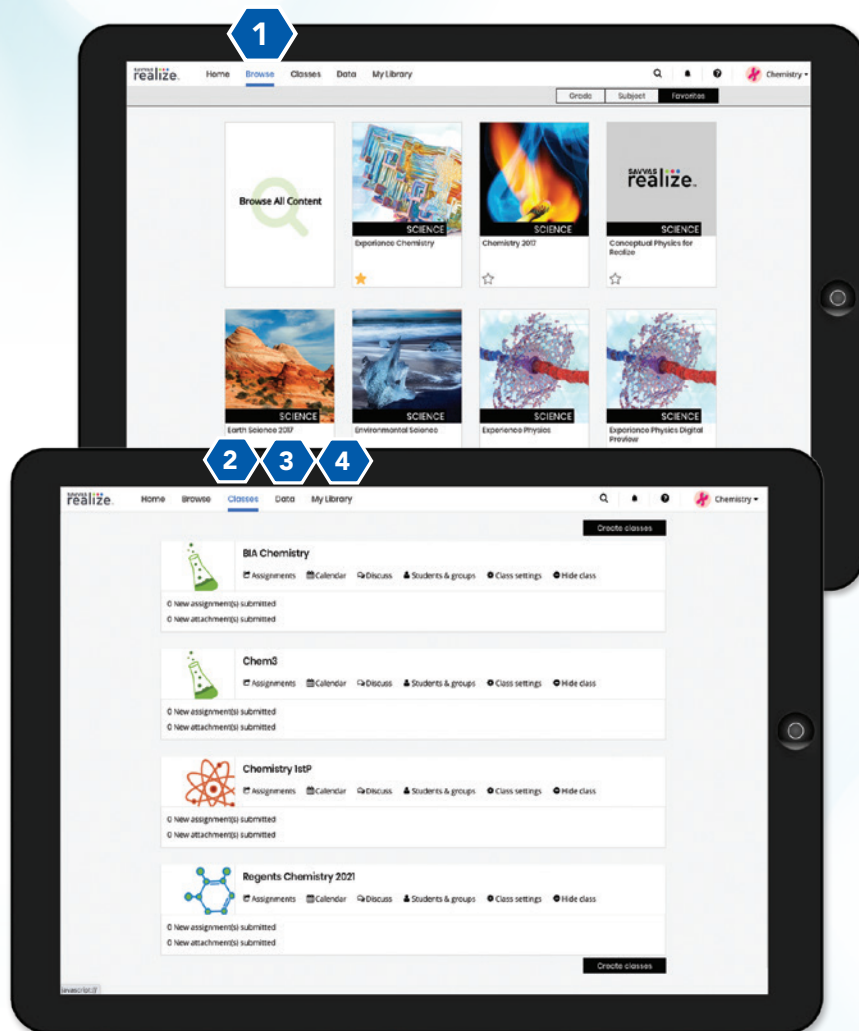 1
SAVVAS realize. Home Browse Classes Data My Library Chemistry
Grade Subject Favorites
Browse All Content
SAVVAS realize.
SCIENCE SCIENCE SCIENCE
Experience Chemistry Chemistry 2017 Conceptual Physics for Realize
SCIENCE SCIENCE SCIENCE SCIENCE
Earth Science 2017 Environmental Science Experience Physics Experience Physics Digital Preview
2 3 4
SAVVAS realize. Home Browse Classes Data My Library Chemistry
Create classes
BIA Chemistry
Assignments Calendar Discuss Students & groups Class settings Hide class
0 New assignment(s) submitted
0 New attachment(s) submitted
Chem3
Assignments Calendar Discuss Students & groups Class settings Hide class
0 New assignment(s) submitted
0 New attachment(s) submitted
Chemistry 1stP
Assignments Calendar Discuss Students & groups Class settings Hide class
0 New assignment(s) submitted
0 New attachment(s) submitted
Regents Chemistry 2021
Assignments Calendar Discuss Students & groups Class settings Hide class
0 New assignment(s) submitted
0 New attachment(s) submitted
Create classes